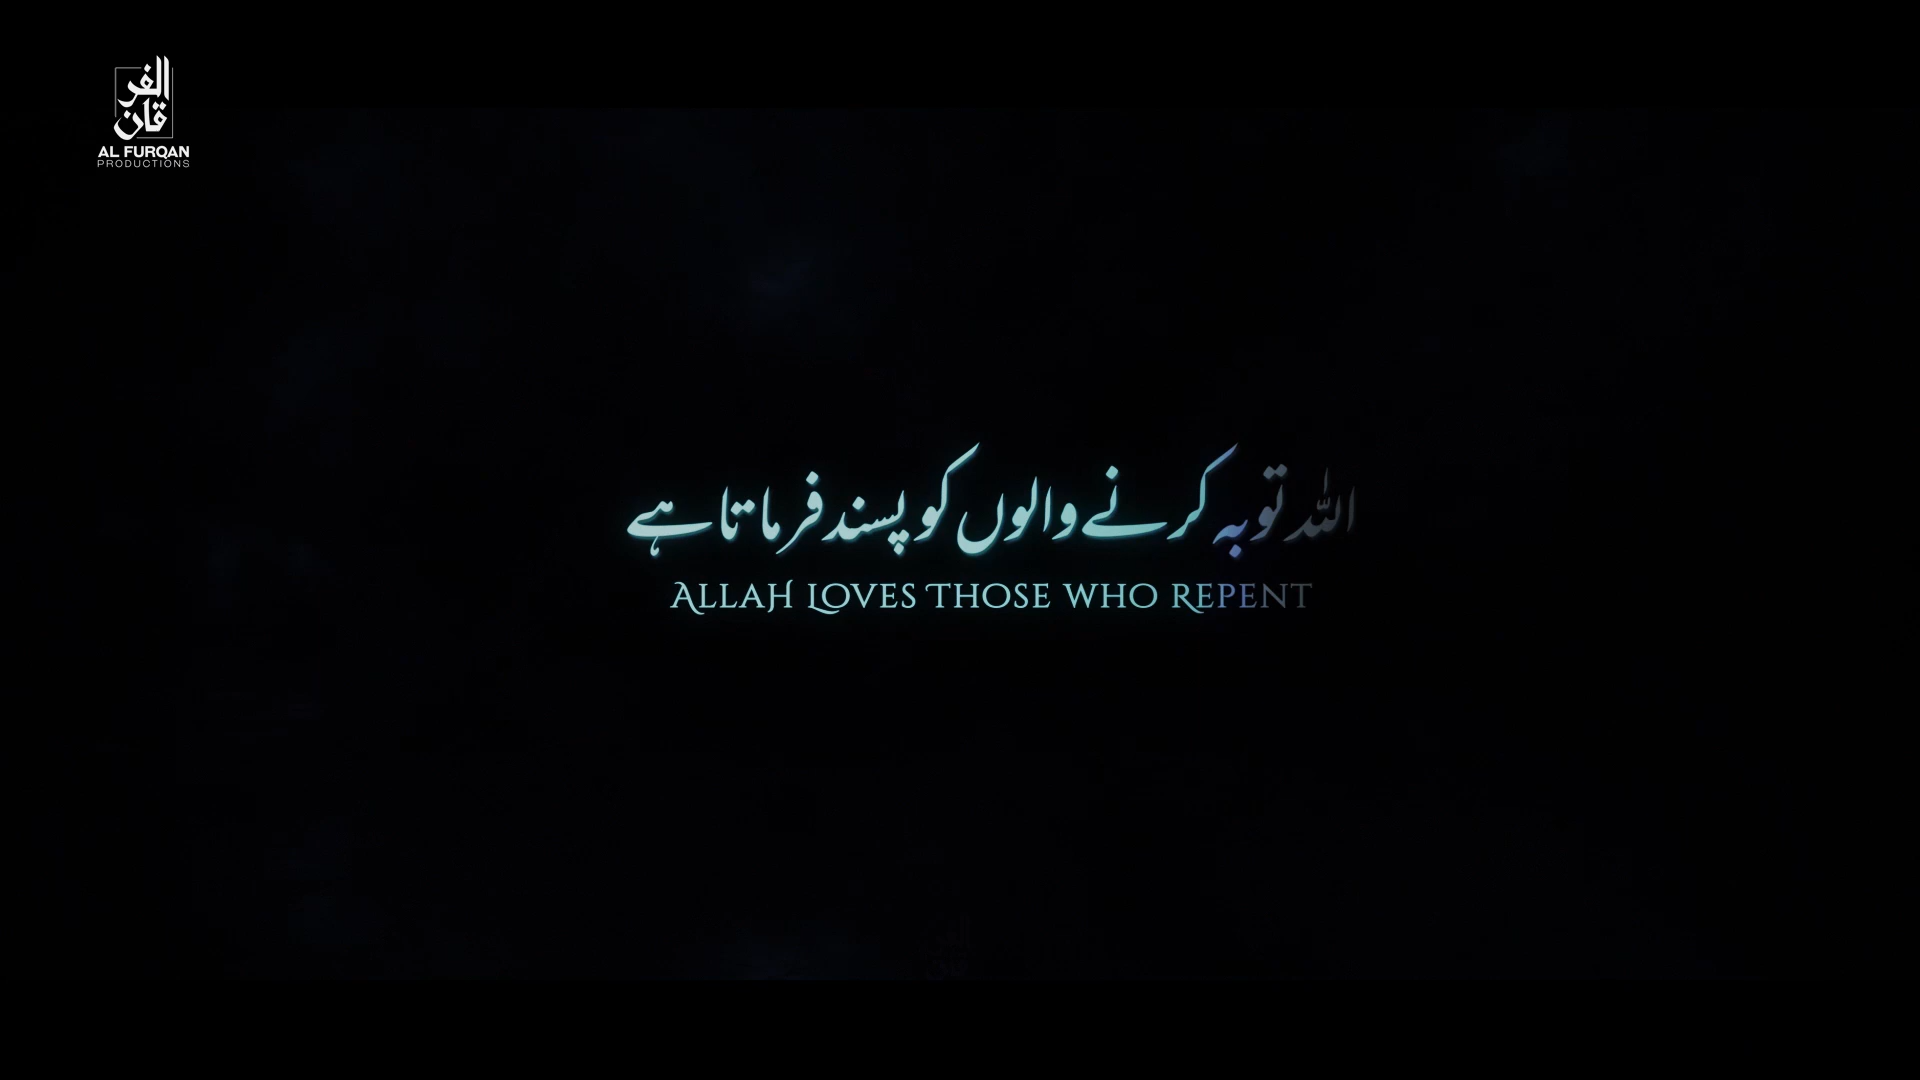 الفر
قان
AL FURQAN
PRODUCTIONS
اللہ توبہ کرنے والوں کو پسند فرماتا ہے
ALLAH LOVES THOSE WHO REPENT